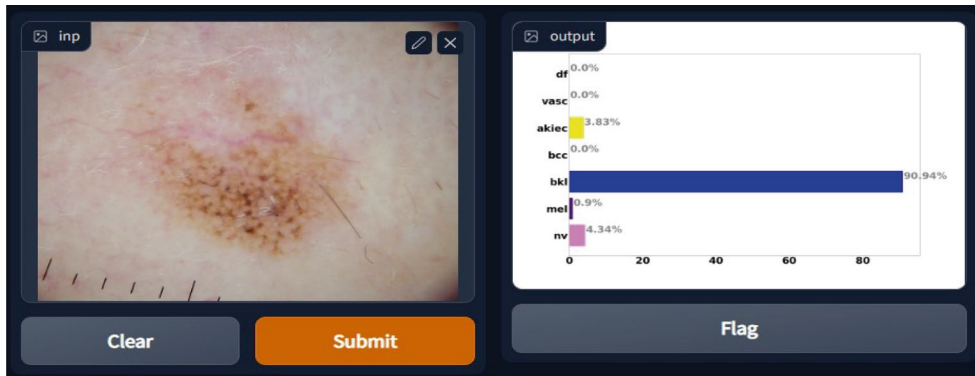 inp
Clear
Submit
output
df 0.0%
vasc 0.0%
akiec 3.83%
bcc 0.0%
bkl 90.94%
mel 0.9%
nv 4.34%
0 20 40 60 80
Flag